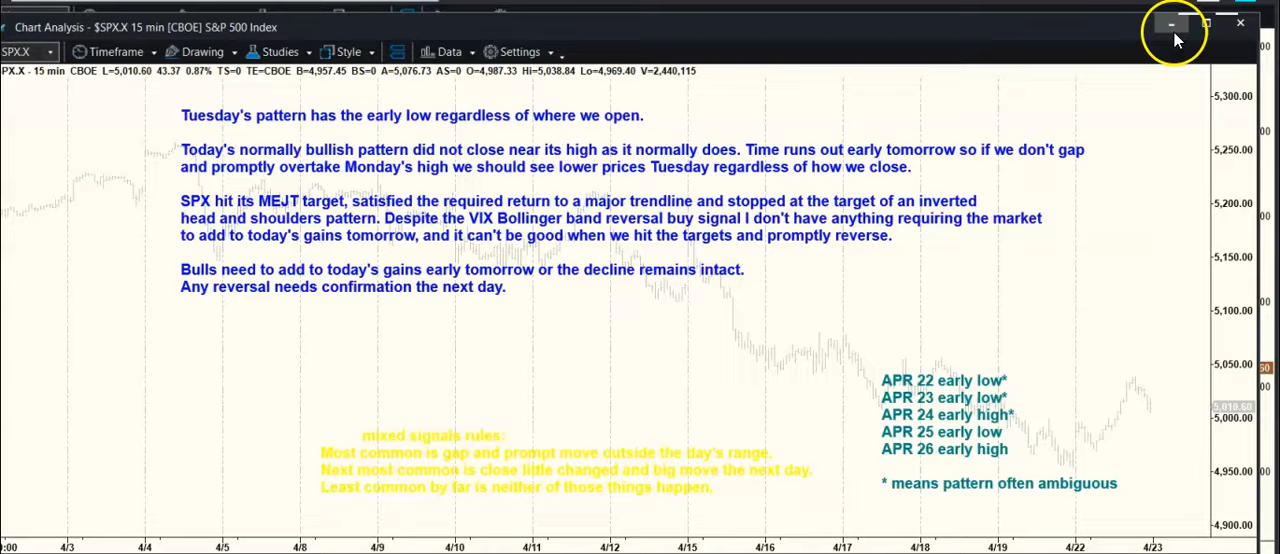 Chart Analysis - $SPX.X 15 min [CBOE] S&P 500 Index
SPX.X Timeframe Drawing Studies Style Data Settings
PX.X - 15 min CBOE L=5,010.60 43.37 0.87% TS=0 TE=CBOE B=4,957.45 BS=0 A=5,076.73 AS=0 O=4,987.33 Hi=5,038.84 Lo=4,969.40 V=2,440,115
5,300.00
Tuesday's pattern has the early low regardless of where we open.
Today's normally bullish pattern did not close near its high as it normally does. Time runs out early tomorrow so if we don't gap
5,250.00
and promptly overtake Monday's high we should see lower prices Tuesday regardless of how we close.
SPX hit its MEJT target, satisfied the required return to a major trendline and stopped at the target of an inverted
5,200.00
head and shoulders pattern. Despite the VIX Bollinger band reversal buy signal I don't have anything requiring the market
to add to today's gains tomorrow, and it can't be good when we hit the targets and promptly reverse.
5,150.00
Bulls need to add to today's gains early tomorrow or the decline remains intact.
Any reversal needs confirmation the next day.
5,100.00
5,050.00
APR 22 early low*
APR 23 early low*
5,010.60
APR 24 early high*
5,000.00
APR 25 early low
APR 26 early high
mixed signals rules:
Most common is gap and prompt move outside the day's range.
Next most common is close little changed and big move the next day.
4,950.00
Least common by far is neither of those things happen.
* means pattern often ambiguous
4,900.00
0:00 4/3 4/4 4/5 4/8 4/9 4/10 4/11 4/12 4/15 4/16 4/17 4/18 4/19 4/22 4/23